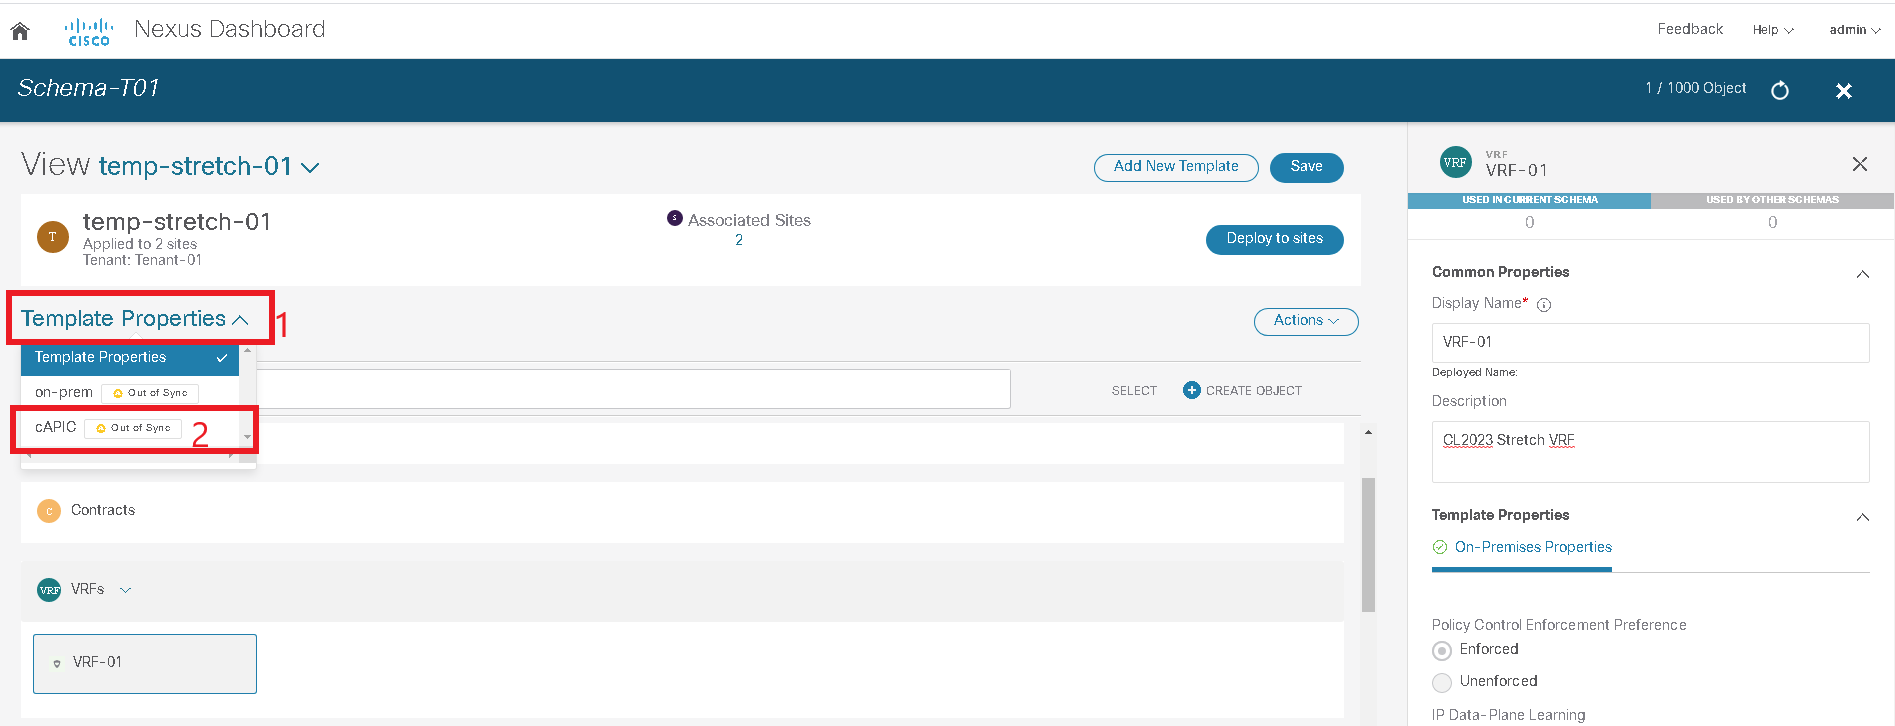 CISCO Nexus Dashboard
Feedback Help admin
Schema-T01
1 / 1000 Object
View temp-stretch-01
Add New Template
Save
T
temp-stretch-01
Applied to 2 sites
Tenant: Tenant-01
S Associated Sites
2
Deploy to sites
Template Properties 1
Actions
Template Properties
on-prem Out of Sync
cAPIC Out of Sync 2
SELECT CREATE OBJECT
C Contracts
VRF VRFs
VRF-01
VRF
VRF
VRF-01
USED IN CURRENT SCHEMA USED BY OTHER SCHEMAS
0 0
Common Properties
Display Name*
VRF-01
Deployed Name:
Description
CL2023 Stretch VRF
Template Properties
On-Premises Properties
Policy Control Enforcement Preference
Enforced
Unenforced
IP Data-Plane Learning